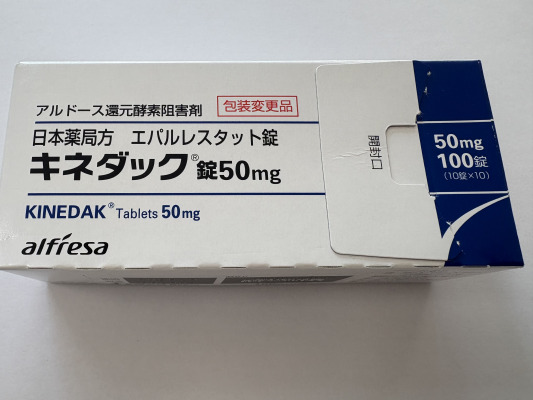 アルドース還元酵素阻害剤 包装変更品
日本薬局方 エパルレスタット錠
キネダック®錠50mg
KINEDAK® Tablets 50mg
alfresa
開封口
50mg
100錠
(10錠×10)